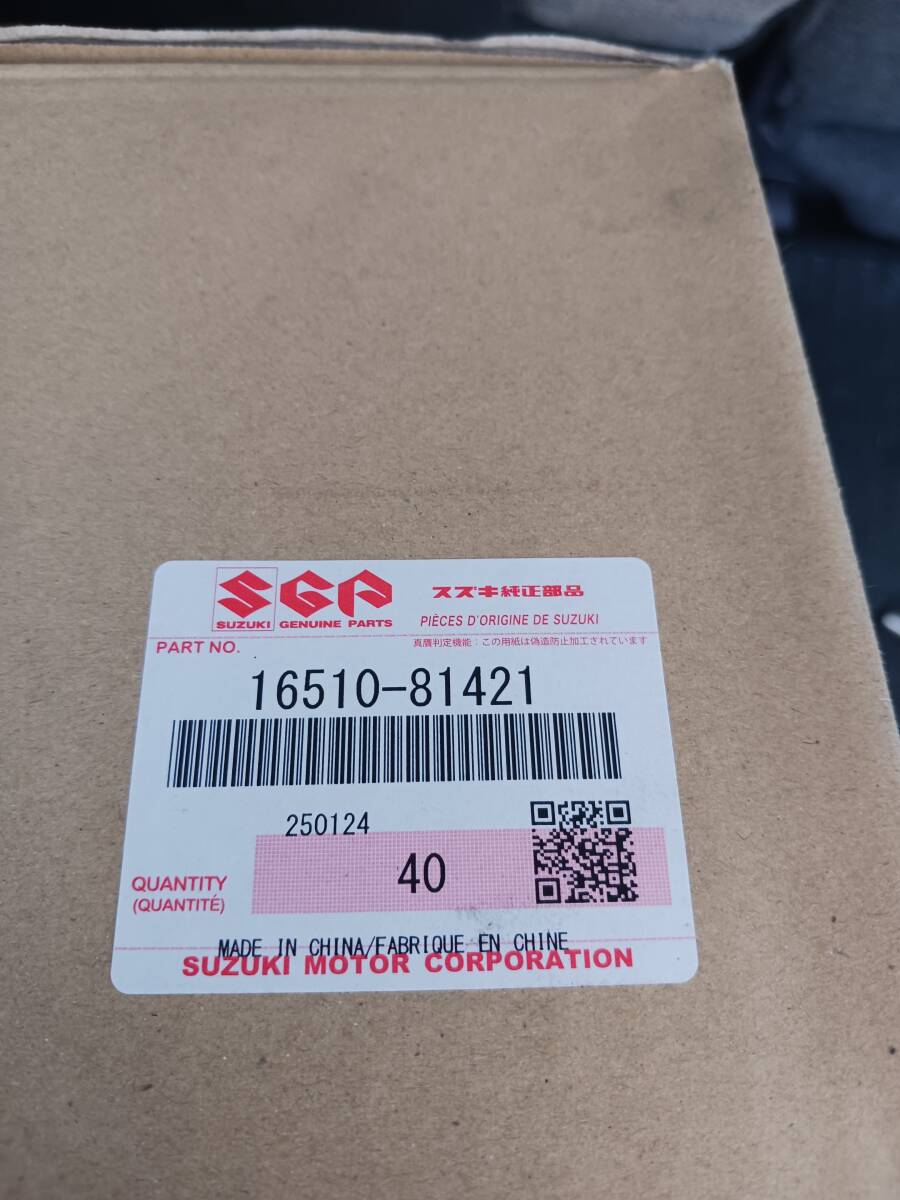 SGP スズキ純正部品
SUZUKI GENUINE PARTS PIÈCES D'ORIGINE DE SUZUKI
PART NO. 真贋判定機能：この用紙は偽造防止加工されています
16510-81421
250124
QUANTITY 40
(QUANTITÉ)
MADE IN CHINA/FABRIQUE EN CHINE
SUZUKI MOTOR CORPORATION